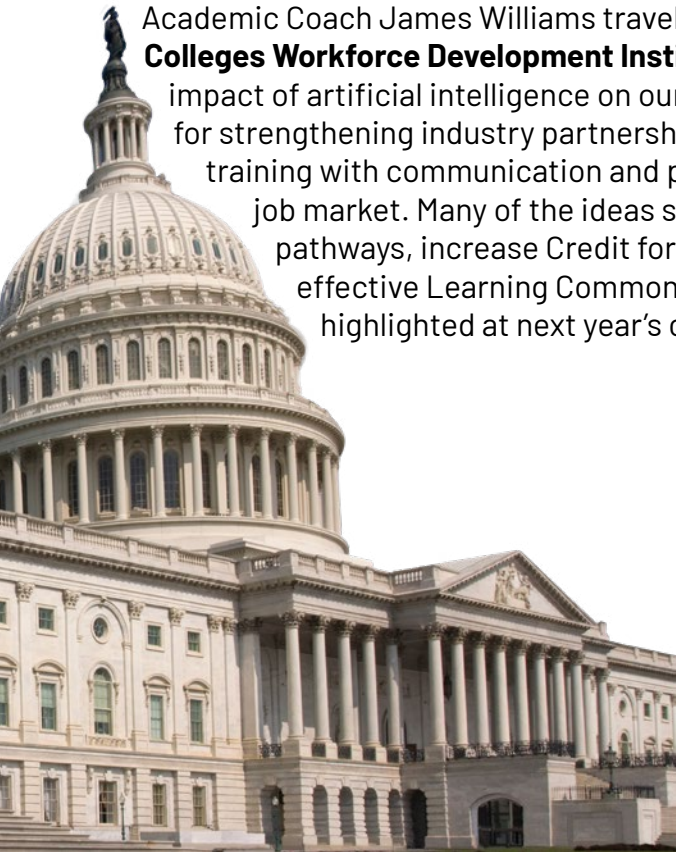 Academic Coach James Williams travel
Colleges Workforce Development Insti
impact of artificial intelligence on our
for strengthening industry partnersh
training with communication and p
job market. Many of the ideas s
pathways, increase Credit for
effective Learning Common
highlighted at next year’s